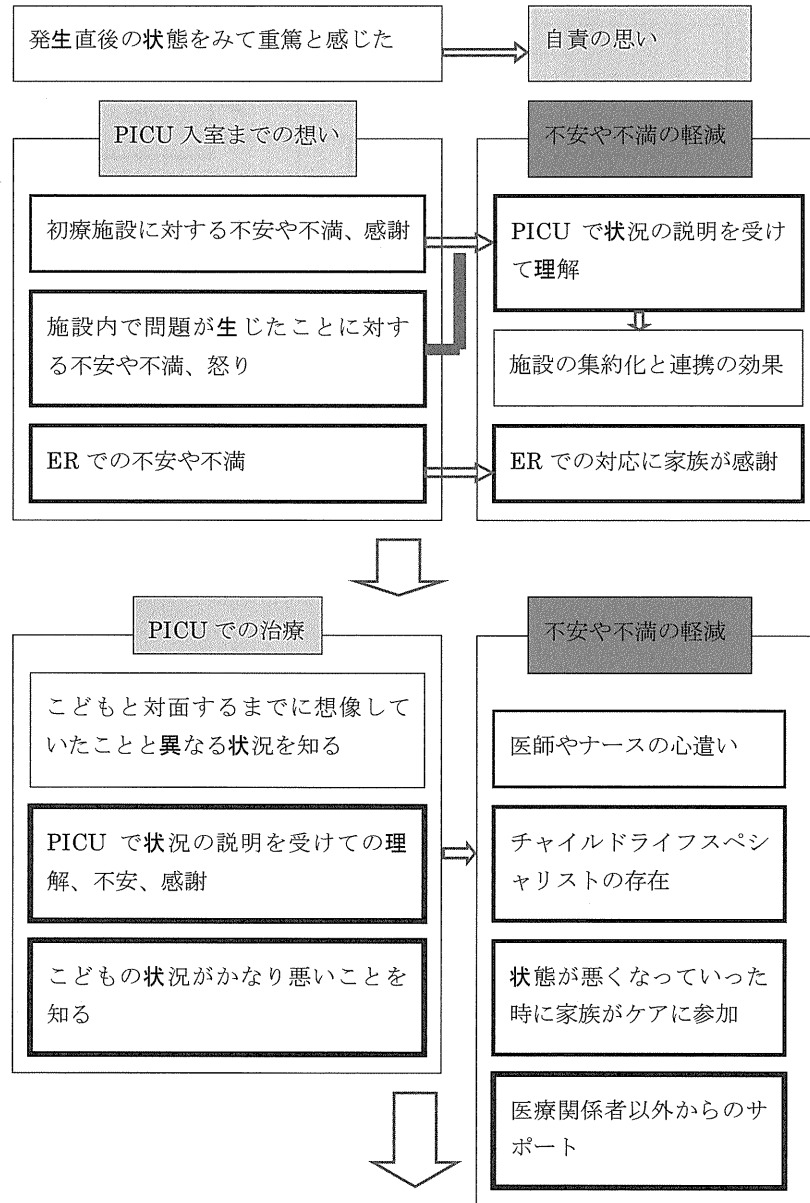 発生直後の状態をみて重篤と感じた
自責の思い
PICU 入室までの想い
不安や不満の軽減
初療施設に対する不安や不満、感謝
PICU で状況の説明を受け
て理解
施設内で問題が生じたことに対す
る不安や不満、怒り
施設の集約化と連携の効果
ER での不安や不満
ER での対応に家族が感謝
PICU での治療
不安や不満の軽減
こどもと対面するまでに想像して
いたことと異なる状況を知る
医師やナースの心遣い
PICU で状況の説明を受けての理
解、不安、感謝
チャイルドライフスペシ
ャリストの存在
こどもの状況がかなり悪いことを
知る
状態が悪くなっていった
時に家族がケアに参加
医療関係者以外からのサ
ポート